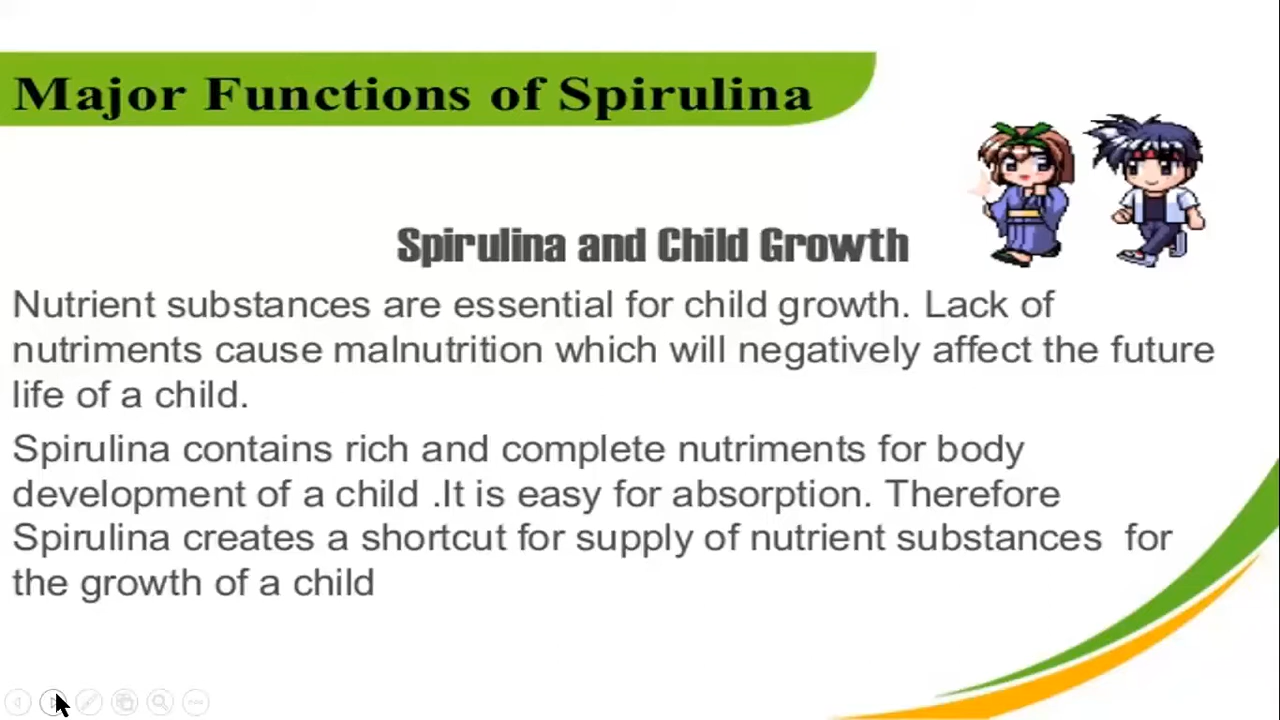 Major Functions of Spirulina
Spirulina and Child Growth
Nutrient substances are essential for child growth. Lack of
nutriments cause malnutrition which will negatively affect the future
life of a child.
Spirulina contains rich and complete nutriments for body
development of a child .It is easy for absorption. Therefore
Spirulina creates a shortcut for supply of nutrient substances  for
the growth of a child